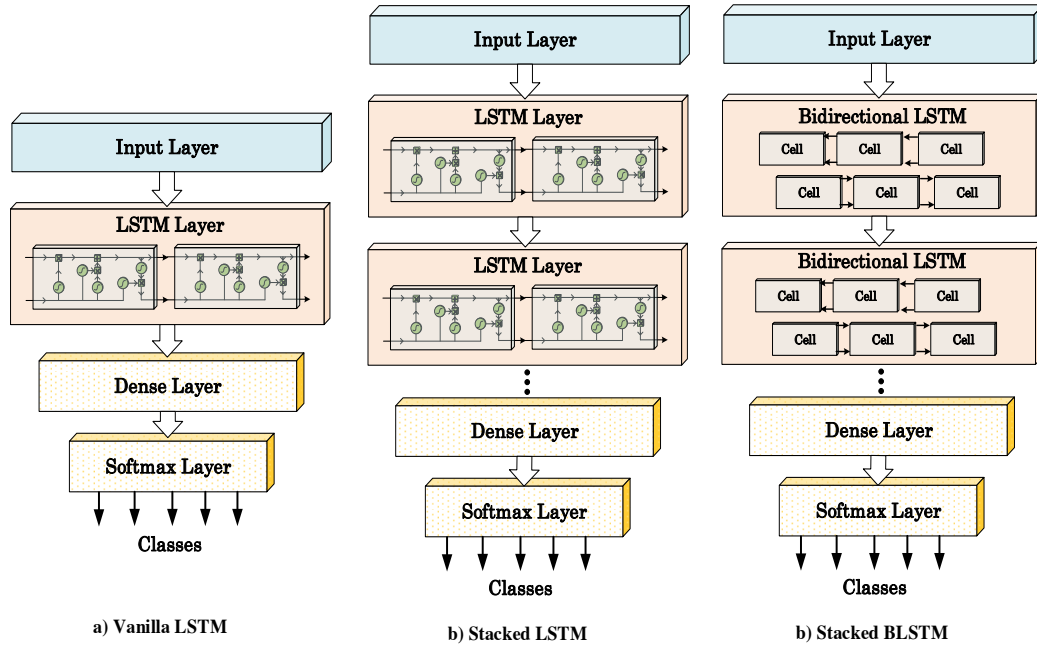 Input Layer
LSTM Layer
Dense Layer
Softmax Layer
Classes
a) Vanilla LSTM
Input Layer
LSTM Layer
LSTM Layer
Dense Layer
Softmax Layer
Classes
b) Stacked LSTM
Input Layer
Bidirectional LSTM
Cell Cell Cell
Cell Cell Cell
Bidirectional LSTM
Cell Cell Cell
Cell Cell Cell
Dense Layer
Softmax Layer
Classes
b) Stacked BLSTM